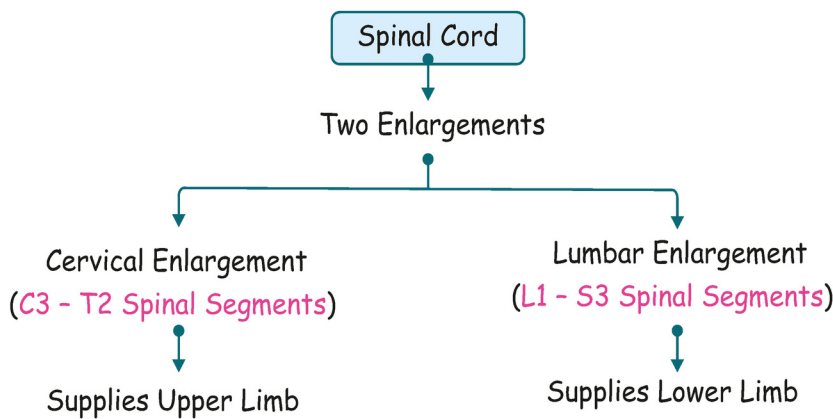 Spinal Cord
Two Enlargements
Cervical Enlargement
(C3 – T2 Spinal Segments)
Supplies Upper Limb
Lumbar Enlargement
(L1 – S3 Spinal Segments)
Supplies Lower Limb